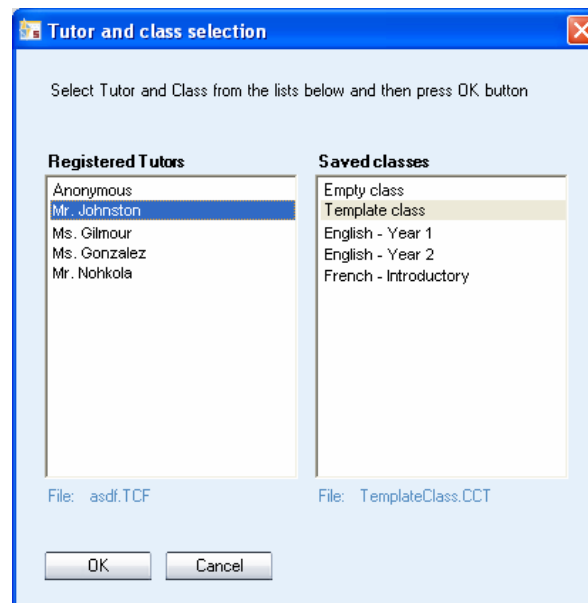 Tutor and class selection
Select Tutor and Class from the lists below and then press OK button
Registered Tutors
Anonymous
Mr. Johnston
Ms. Gilmour
Ms. Gonzalez
Mr. Nohkola
File: asdf.TCF
Saved classes
Empty class
Template class
English - Year 1
English - Year 2
French - Introductory
File: TemplateClass.CCT
OK
Cancel